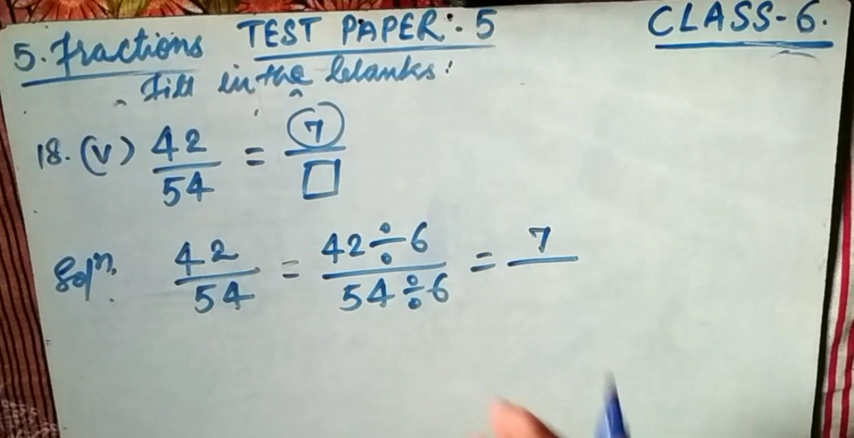 TEST PAPER:- 5
CLASS-6.
5. Fractions
Fill in the blanks:
18. (v) 42/54 = 7/□
Sol^n. 42/54 = 42÷6/54÷6 = 7/